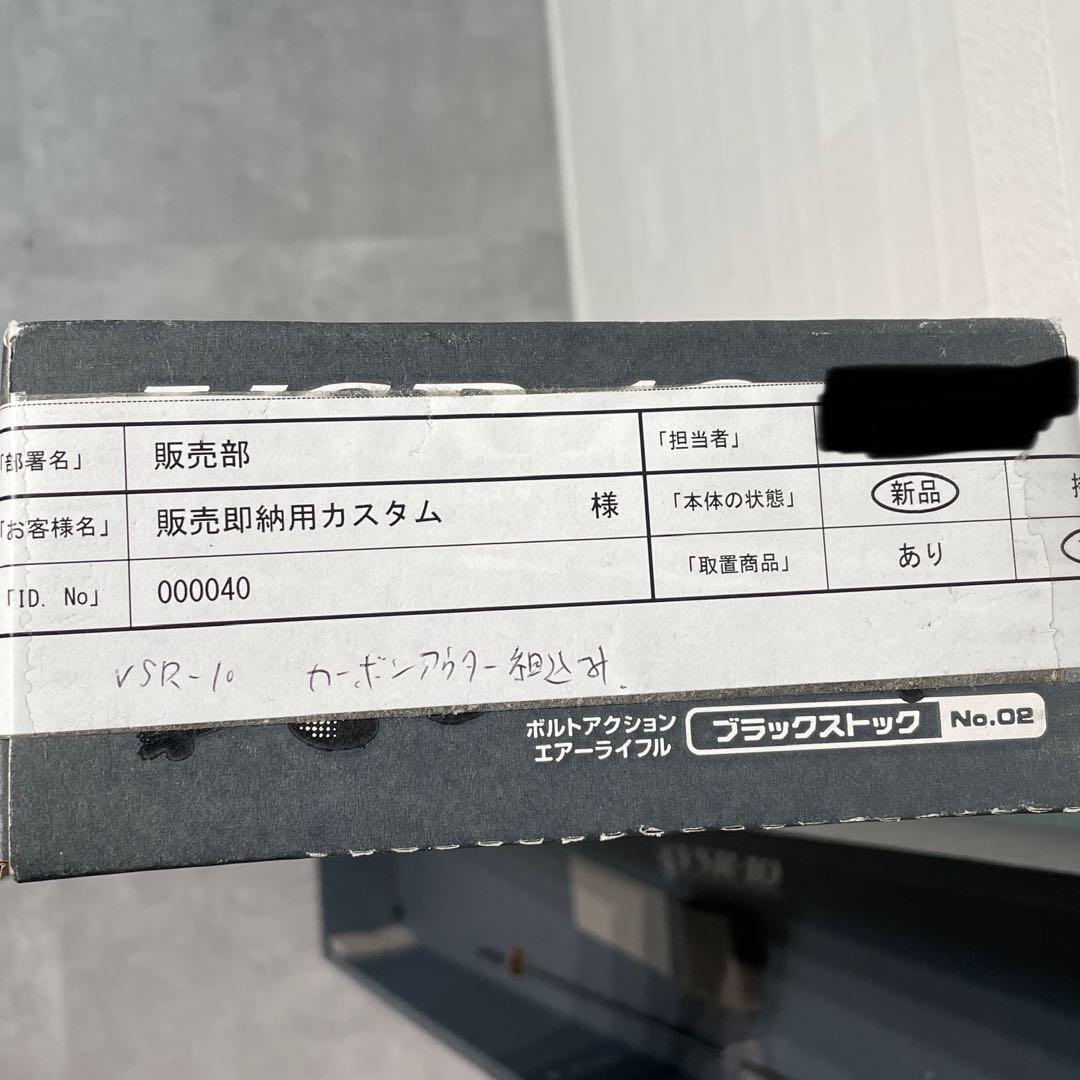 「部署名」 販売部 「担当者」
「お客様名」 販売即納用カスタム 様 「本体の状態」 新品
「ID. No」 000040 「取置商品」 あり
VSR-10 カーボンアウター組込み
ボルトアクション
エアーライフル
ブラックストック No.02
VSR-10